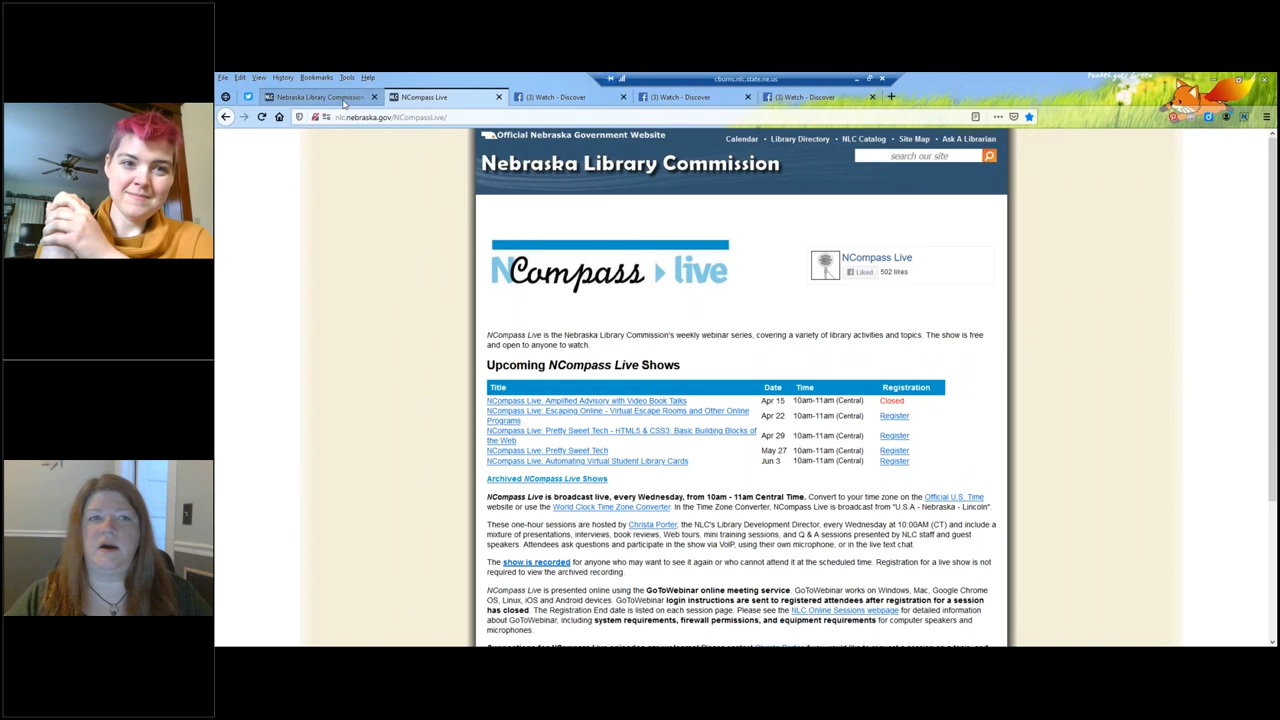 File Edit View History Bookmarks Tools Help
cburns.nlc.state.ne.us
Nebraska Library Commission
NCompass Live
(3) Watch - Discover
(3) Watch - Discover
(3) Watch - Discover
nlc.nebraska.gov/NCompassLive/
Official Nebraska Government Website
Calendar Library Directory NLC Catalog Site Map Ask A Librarian
Nebraska Library Commission
search our site
NCompass live
NCompass Live
Liked 502 likes
NCompass Live is the Nebraska Library Commission's weekly webinar series, covering a variety of library activities and topics. The show is free
and open to anyone to watch.
Upcoming NCompass Live Shows
Title Date Time Registration
NCompass Live: Amplified Advisory with Video Book Talks Apr 15 10am-11am (Central) Closed
NCompass Live: Escaping Online - Virtual Escape Rooms and Other Online
Programs Apr 22 10am-11am (Central) Register
NCompass Live: Pretty Sweet Tech - HTML5 & CSS3: Basic Building Blocks of
the Web Apr 29 10am-11am (Central) Register
NCompass Live: Pretty Sweet Tech May 27 10am-11am (Central) Register
NCompass Live: Automating Virtual Student Library Cards Jun 3 10am-11am (Central) Register
Archived NCompass Live Shows
NCompass Live is broadcast live, every Wednesday, from 10am - 11am Central Time. Convert to your time zone on the Official U.S. Time
website or use the World Clock Time Zone Converter. In the Time Zone Converter, NCompass Live is broadcast from "U.S.A - Nebraska - Lincoln".
These one-hour sessions are hosted by Christa Porter, the NLC's Library Development Director, every Wednesday at 10:00AM (CT) and include a
mixture of presentations, interviews, book reviews, Web tours, mini training sessions, and Q & A sessions presented by NLC staff and guest
speakers. Attendees ask questions and participate in the show via VoIP, using their own microphone, or in the live text chat.
The show is recorded for anyone who may want to see it again or who cannot attend it at the scheduled time. Registration for a live show is not
required to view the archived recording.
NCompass Live is presented online using the GoToWebinar online meeting service. GoToWebinar works on Windows, Mac, Google Chrome
OS, Linux, iOS and Android devices. GoToWebinar login instructions are sent to registered attendees after registration for a session
has closed. The Registration End date is listed on each session page. Please see the NLC Online Sessions webpage for detailed information
about GoToWebinar, including system requirements, firewall permissions, and equipment requirements for computer speakers and
microphones.